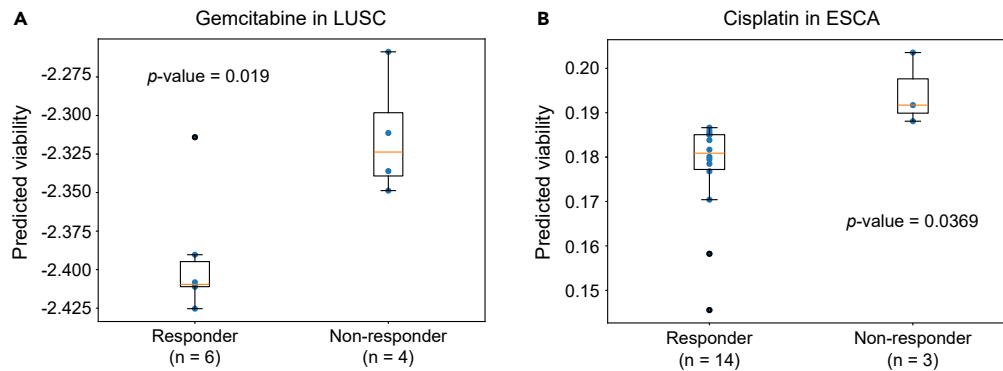 A
Gemcitabine in LUSC
Predicted viability
-2.275
-2.300
-2.325
-2.350
-2.375
-2.400
-2.425
p-value = 0.019
Responder
(n = 6)
Non-responder
(n = 4)
B
Cisplatin in ESCA
Predicted viability
0.20
0.19
0.18
0.17
0.16
0.15
p-value = 0.0369
Responder
(n = 14)
Non-responder
(n = 3)